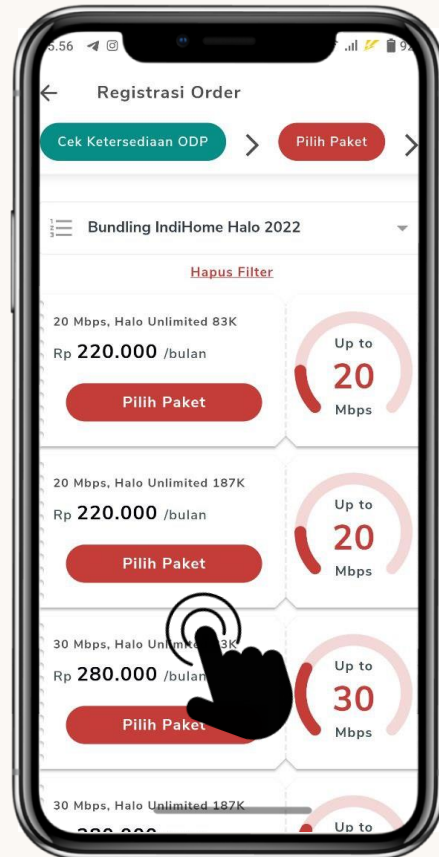 5.56
Registrasi Order
Cek Ketersediaan ODP
Pilih Paket
Bundling IndiHome Halo 2022
Hapus Filter
20 Mbps, Halo Unlimited 83K
Rp 220.000 /bulan
Pilih Paket
Up to
20
Mbps
20 Mbps, Halo Unlimited 187K
Rp 220.000 /bulan
Pilih Paket
Up to
20
Mbps
30 Mbps, Halo
Rp 280.000 /bulan
Pilih Paket
Up to
30
Mbps
30 Mbps, Halo Unlimited 187K
Up to